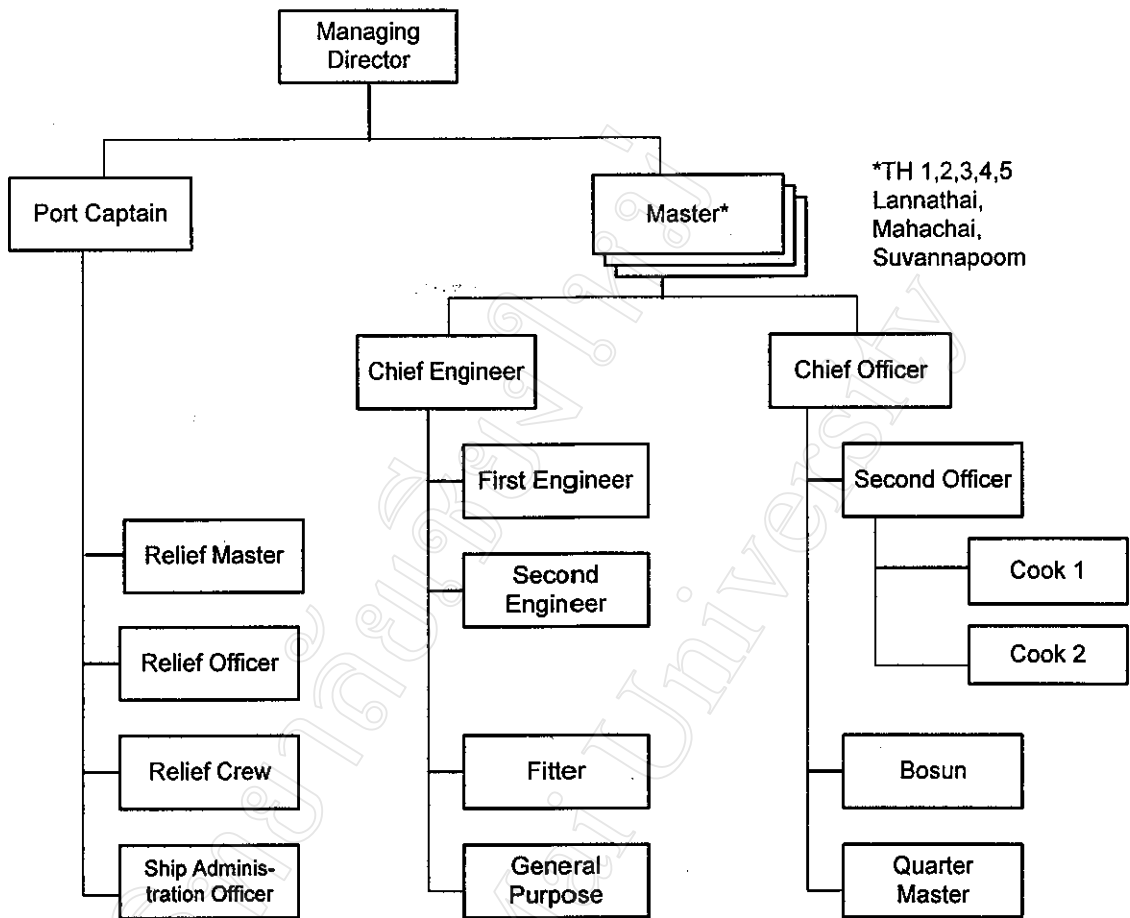 Managing
Director
Port Captain
Master*
*TH 1,2,3,4,5
Lannathai,
Mahachai,
Suvannapoom
Chief Engineer
Chief Officer
First Engineer
Second Officer
Relief Master
Second
Engineer
Cook 1
Relief Officer
Cook 2
Relief Crew
Fitter
Bosun
Ship Adminis-
tration Officer
General
Purpose
Quarter
Master
University